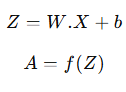 Z = W.X + b
A = f(Z)